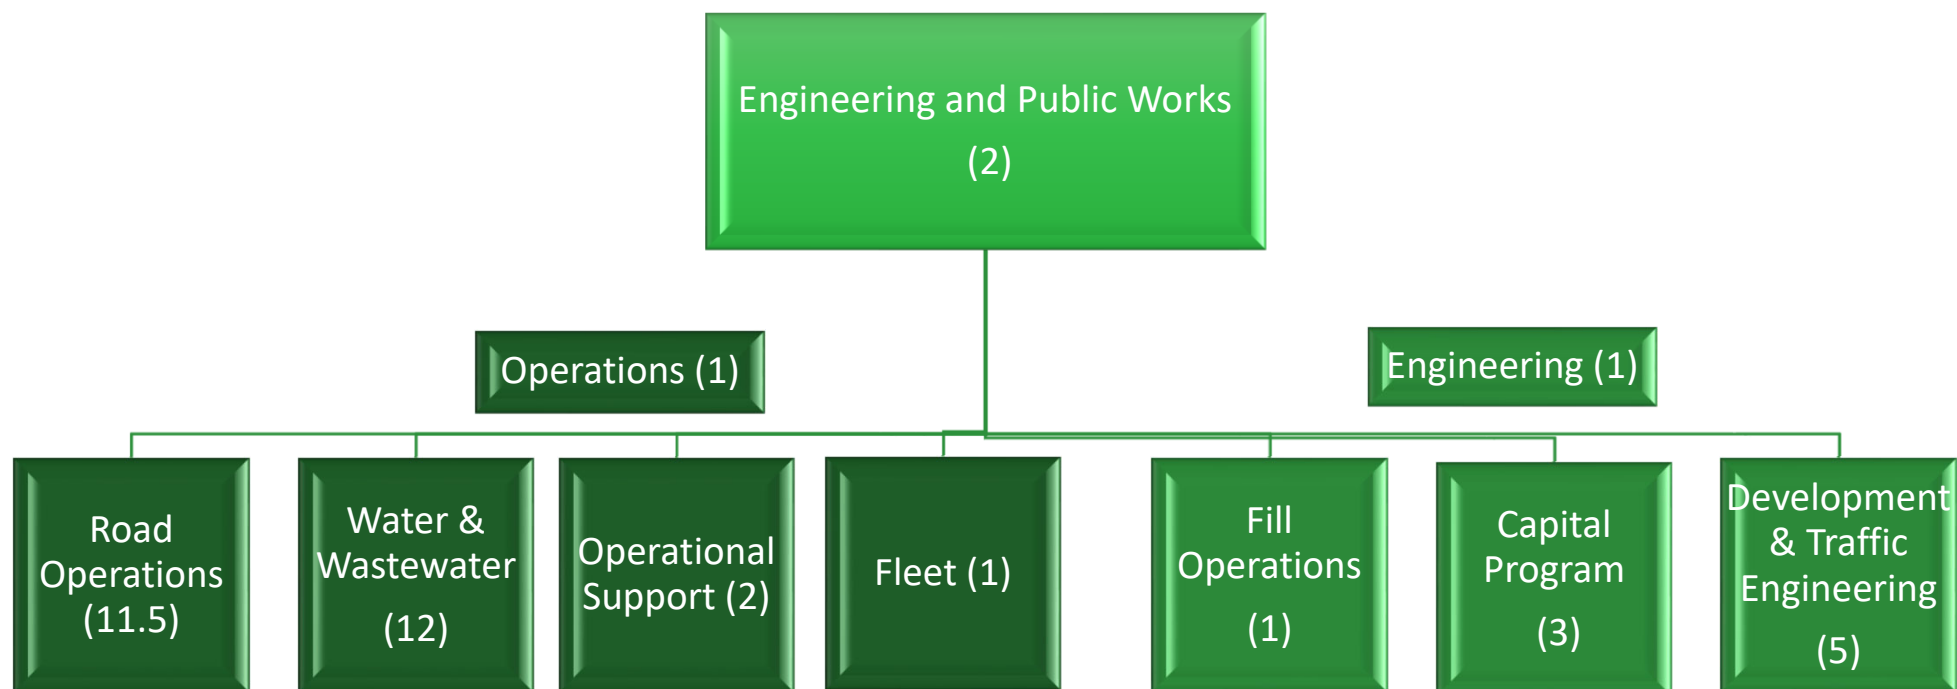 Engineering and Public Works
(2)
Operations (1)
Engineering (1)
Road
Operations
(11.5)
Water &
Wastewater
(12)
Operational
Support (2)
Fleet (1)
Fill
Operations
(1)
Capital
Program
(3)
Development
& Traffic
Engineering
(5)